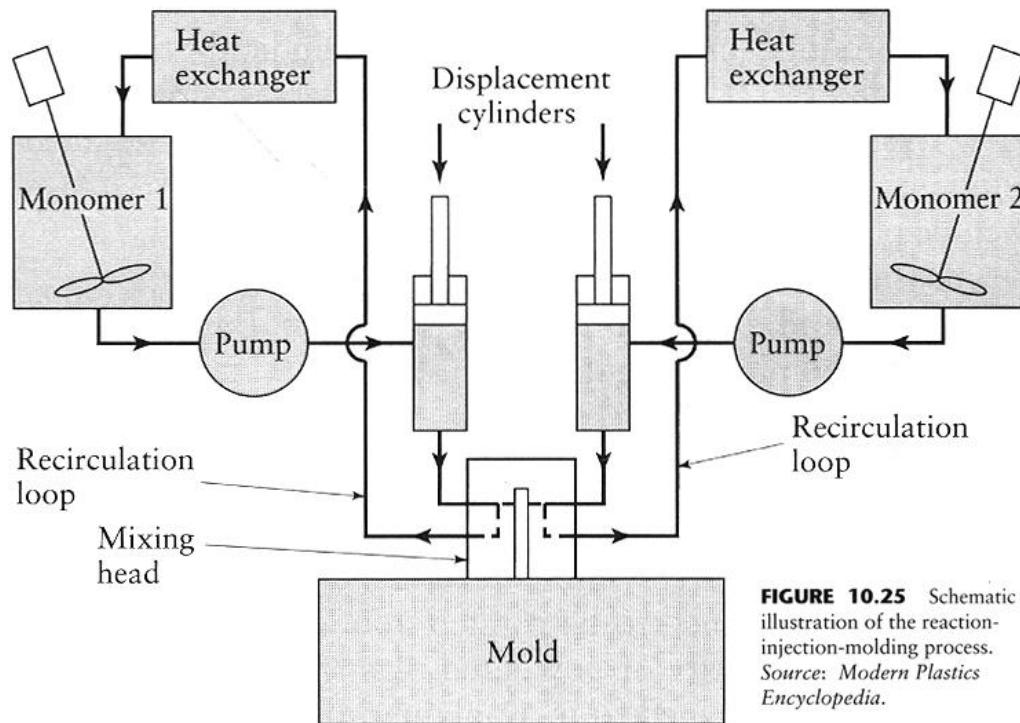 Heat
exchanger
Heat
exchanger
Displacement
cylinders
Monomer 1
Monomer 2
Pump
Pump
Recirculation
loop
Recirculation
loop
Mixing
head
Mold
FIGURE 10.25 Schematic
illustration of the reaction-
injection-molding process.
Source: Modern Plastics
Encyclopedia.